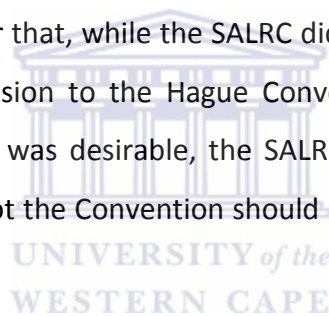 r that, while the SALRC did
sion to the Hague Conve
was desirable, the SALR
ot the Convention should
UNIVERSITY of the
WESTERN CAPE